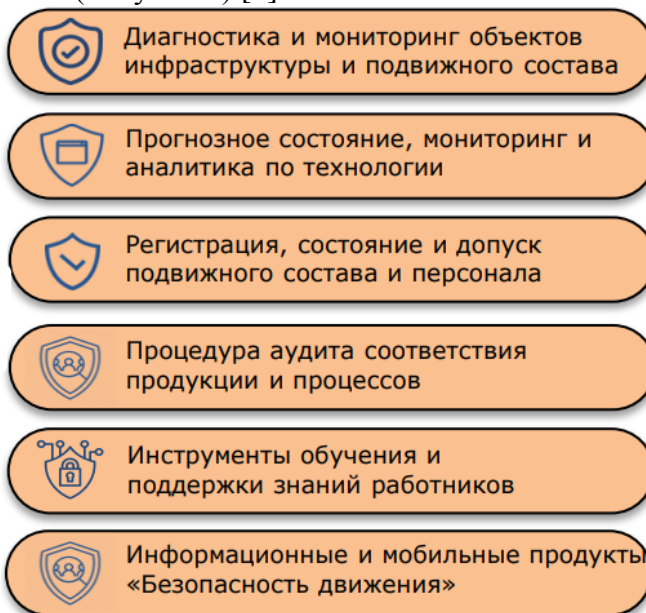 Диагностика и мониторинг объектов
инфраструктуры и подвижного состава
Прогнозное состояние, мониторинг и
аналитика по технологии
Регистрация, состояние и допуск
подвижного состава и персонала
Процедура аудита соответствия
продукции и процессов
Инструменты обучения и
поддержки знаний работников
Информационные и мобильные продукты
«Безопасность движения»